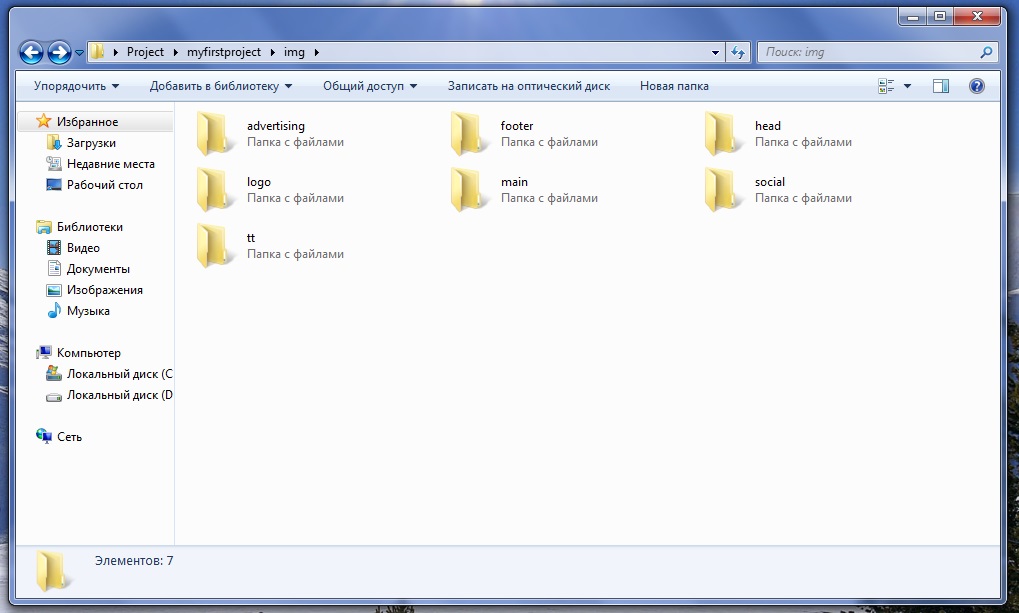 Project myfirstproject img
Поиск: img
Упорядочить Добавить в библиотеку Общий доступ Записать на оптический диск Новая папка
Избранное
Загрузки
Недавние места
Рабочий стол
Библиотеки
Видео
Документы
Изображения
Музыка
Компьютер
Локальный диск (C
Локальный диск (D
Сеть
advertising
Папка с файлами
footer
Папка с файлами
head
Папка с файлами
logo
Папка с файлами
main
Папка с файлами
social
Папка с файлами
tt
Папка с файлами
Элементов: 7